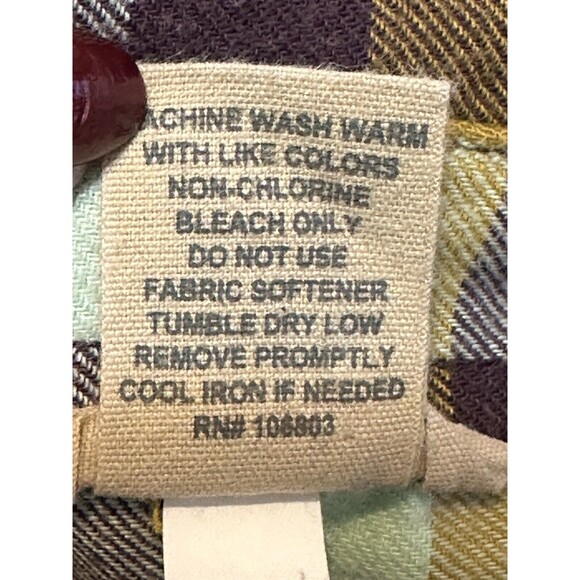 MACHINE WASH WARM
WITH LIKE COLORS
NON-CHLORINE
BLEACH ONLY
DO NOT USE
FABRIC SOFTENER
TUMBLE DRY LOW
REMOVE PROMPTLY
COOL IRON IF NEEDED
RN# 106803